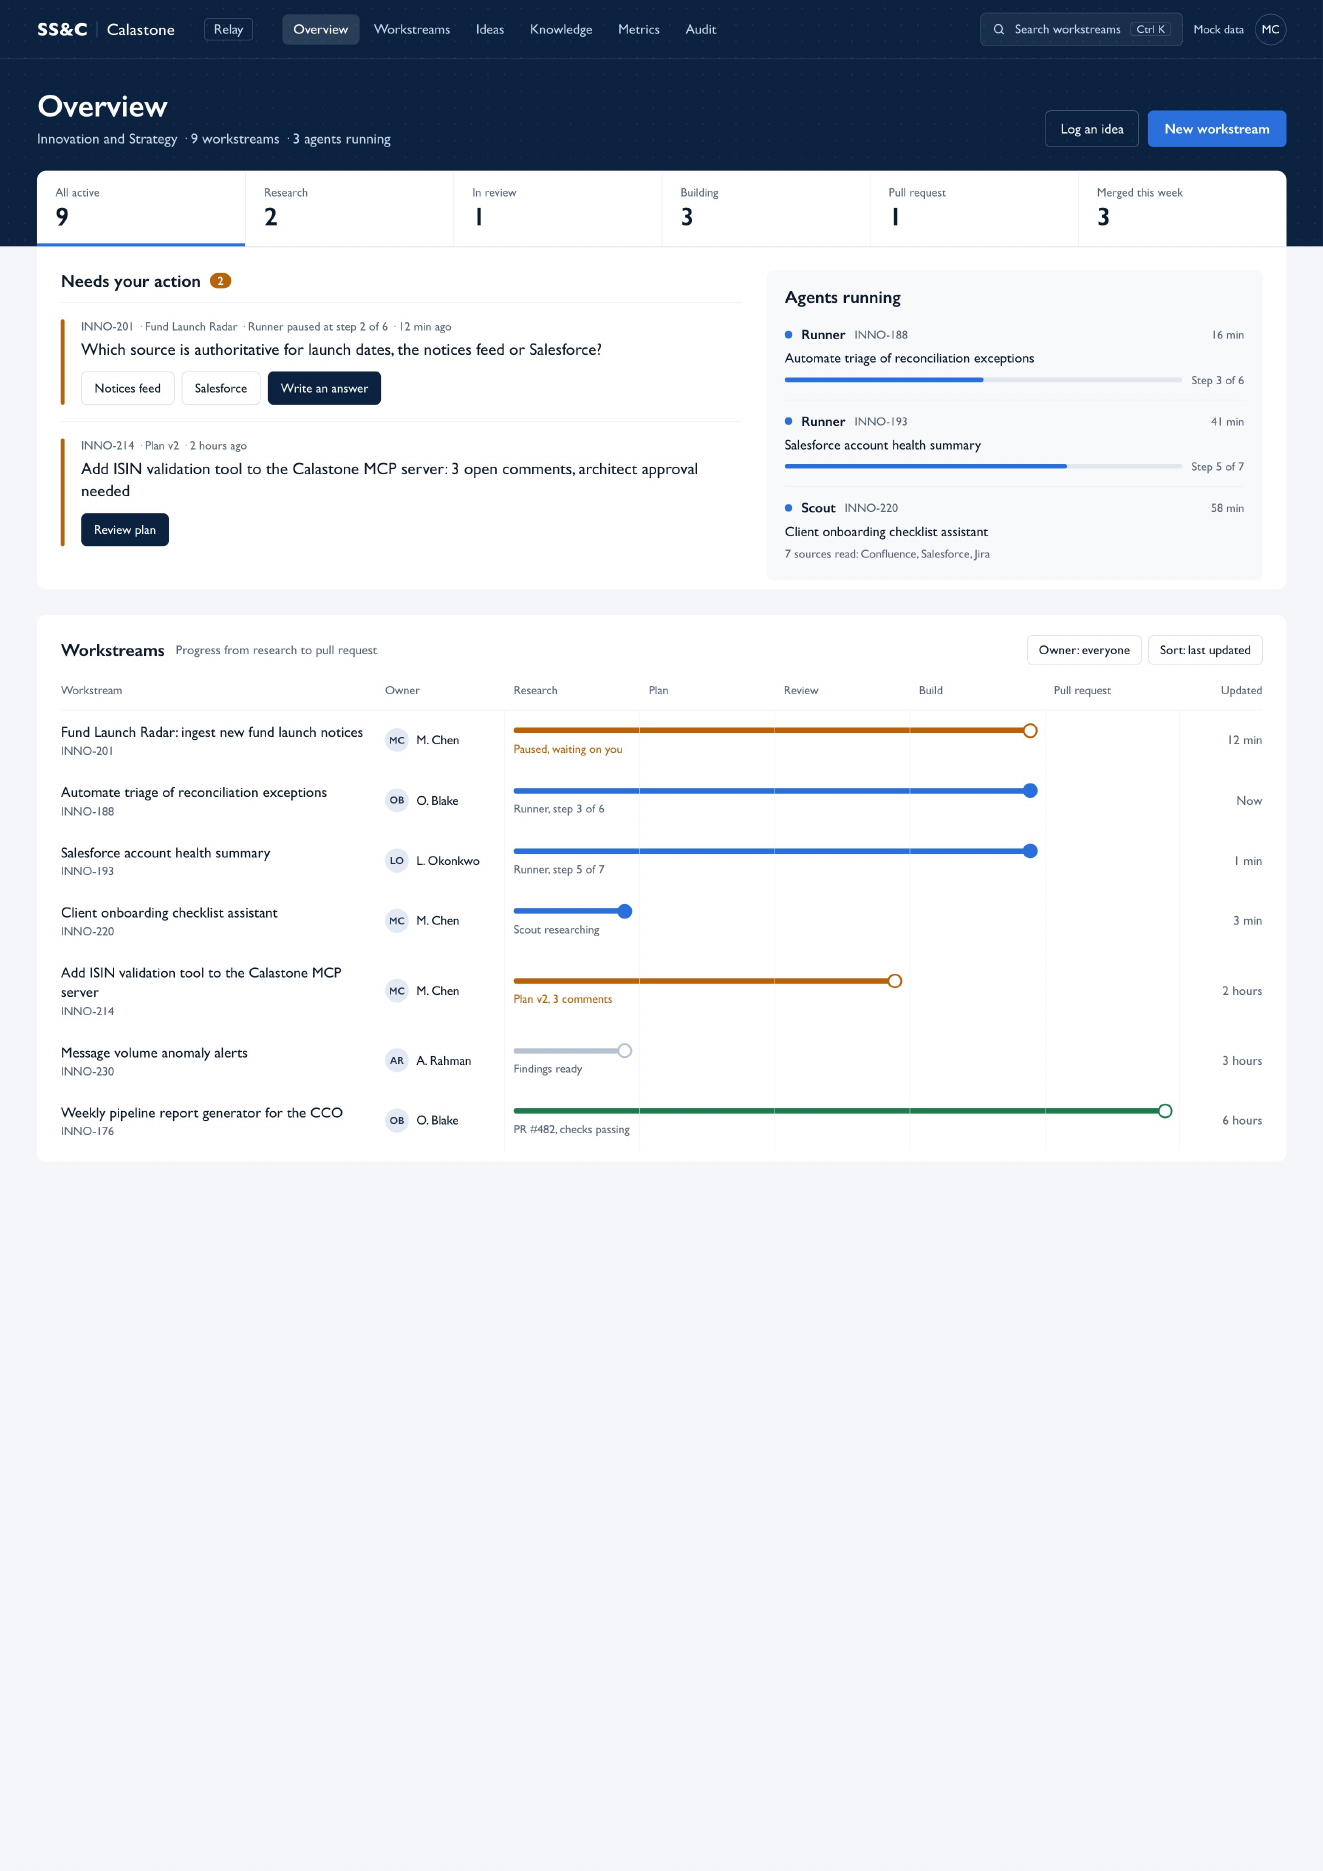 SS&C | Calastone Relay Overview Workstreams Ideas Knowledge Metrics Audit Search workstreams Ctrl K Mock data MC
Overview
Innovation and Strategy · 9 workstreams · 3 agents running
Log an idea New workstream
All active Research In review Building Pull request Merged this week
9 2 1 3 1 3
Needs your action 2
INNO-201 · Fund Launch Radar · Runner paused at step 2 of 6 · 12 min ago
Which source is authoritative for launch dates, the notices feed or Salesforce?
Notices feed Salesforce Write an answer
INNO-214 · Plan v2 · 2 hours ago
Add ISIN validation tool to the Calastone MCP server: 3 open comments, architect approval
needed
Review plan
Agents running
Runner INNO-188 16 min
Automate triage of reconciliation exceptions
Step 3 of 6
Runner INNO-193 41 min
Salesforce account health summary
Step 5 of 7
Scout INNO-220 58 min
Client onboarding checklist assistant
7 sources read: Confluence, Salesforce, Jira
Workstreams Progress from research to pull request Owner: everyone Sort: last updated
Workstream Owner Research Plan Review Build Pull request Updated
Fund Launch Radar: ingest new fund launch notices
INNO-201
MC M. Chen
Paused, waiting on you
12 min
Automate triage of reconciliation exceptions
INNO-188
OB O. Blake
Runner, step 3 of 6
Now
Salesforce account health summary
INNO-193
LO L. Okonkwo
Runner, step 5 of 7
1 min
Client onboarding checklist assistant
INNO-220
MC M. Chen
Scout researching
3 min
Add ISIN validation tool to the Calastone MCP
server
INNO-214
MC M. Chen
Plan v2, 3 comments
2 hours
Message volume anomaly alerts
INNO-230
AR A. Rahman
Findings ready
3 hours
Weekly pipeline report generator for the CCO
INNO-176
OB O. Blake
PR #482, checks passing
6 hours